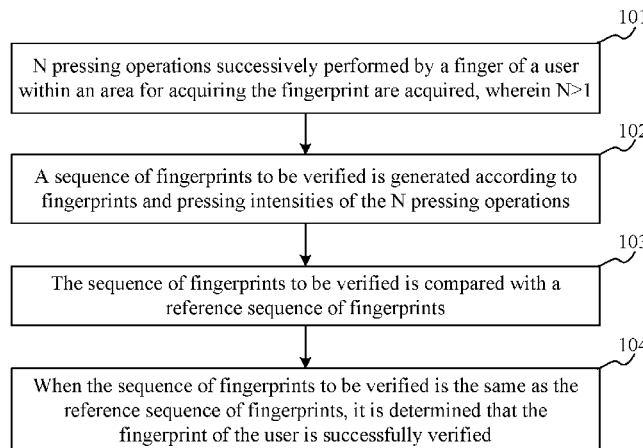 101
N pressing operations successively performed by a finger of a user
within an area for acquiring the fingerprint are acquired, wherein N>1
102
A sequence of fingerprints to be verified is generated according to
fingerprints and pressing intensities of the N pressing operations
103
The sequence of fingerprints to be verified is compared with a
reference sequence of fingerprints
104
When the sequence of fingerprints to be verified is the same as the
reference sequence of fingerprints, it is determined that the
fingerprint of the user is successfully verified